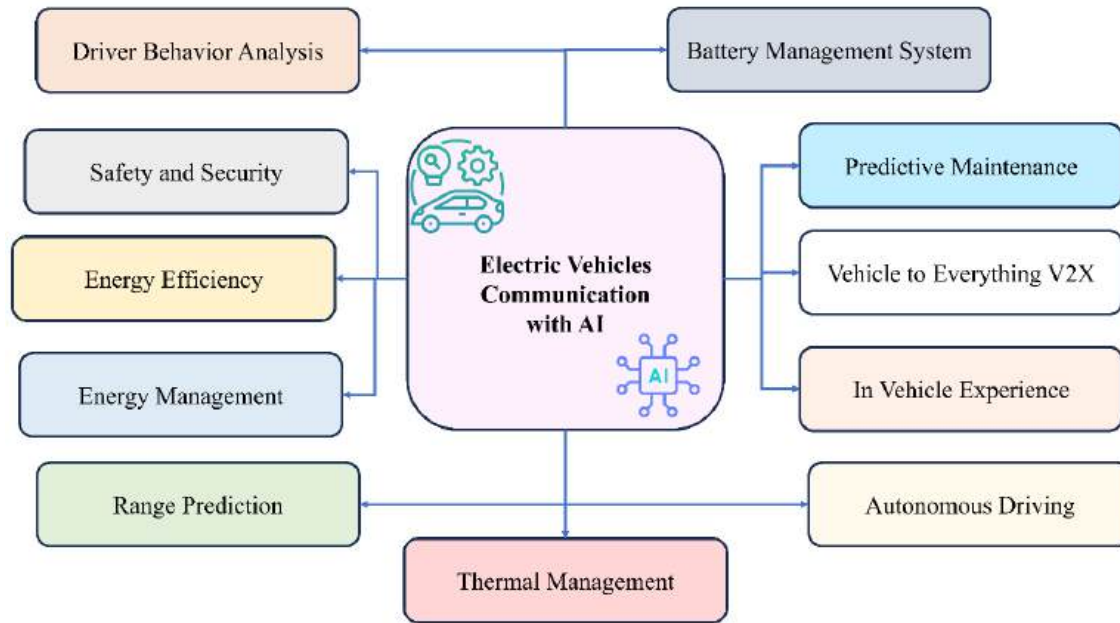 Driver Behavior Analysis
Battery Management System
Safety and Security
Predictive Maintenance
Energy Efficiency
Electric Vehicles
Communication
with AI
Vehicle to Everything V2X
Energy Management
AI
In Vehicle Experience
Range Prediction
Autonomous Driving
Thermal Management